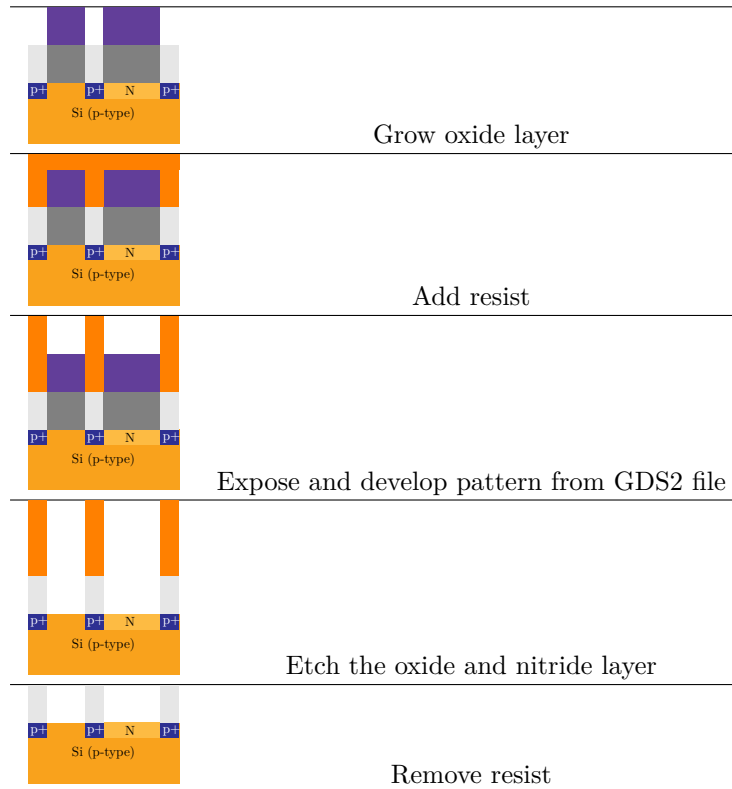 p+ p+ N p+
Si (p-type)
Grow oxide layer
p+ p+ N p+
Si (p-type)
Add resist
p+ p+ N p+
Si (p-type)
Expose and develop pattern from GDS2 file
p+ p+ N p+
Si (p-type)
Etch the oxide and nitride layer
p+ p+ N p+
Si (p-type)
Remove resist